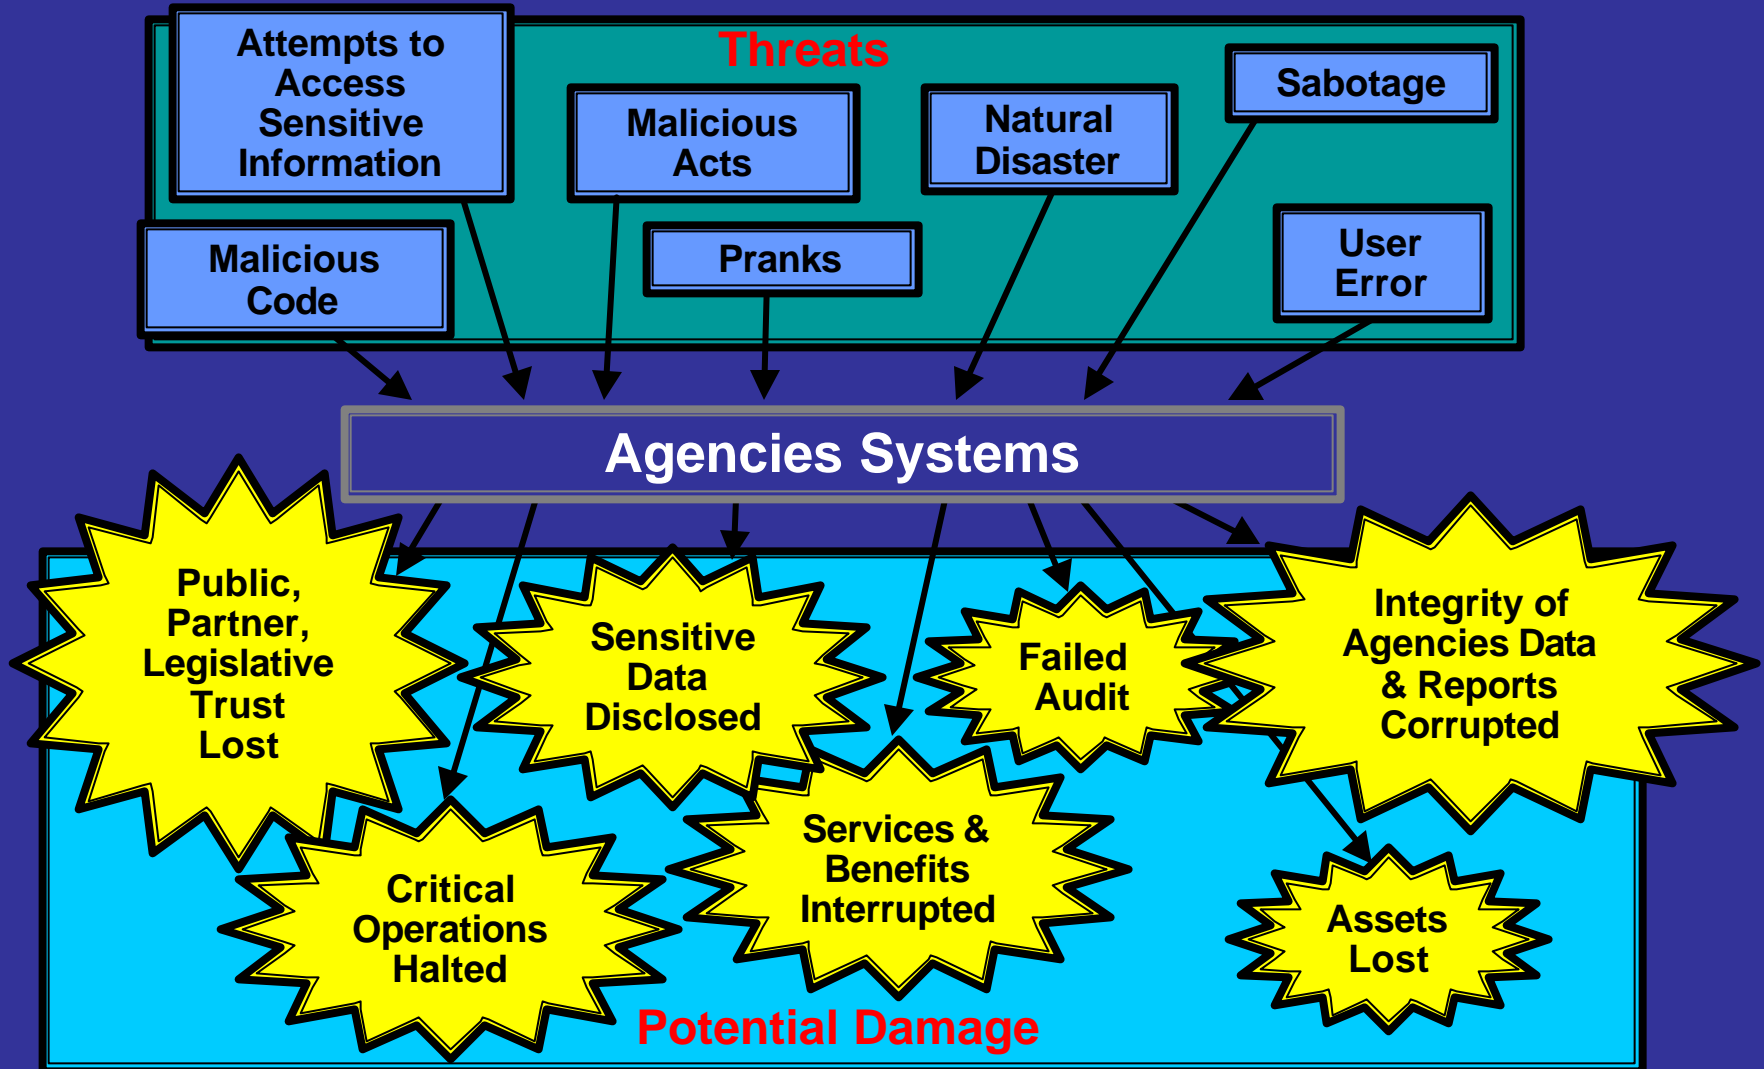 Threats
Attempts to
Access
Sensitive
Information
Malicious
Acts
Natural
Disaster
Sabotage
Malicious
Code
Pranks
User
Error
Agencies Systems
Public,
Partner,
Legislative
Trust
Lost
Sensitive
Data
Disclosed
Failed
Audit
Integrity of
Agencies Data
& Reports
Corrupted
Critical
Operations
Halted
Services &
Benefits
Interrupted
Assets
Lost
Potential Damage